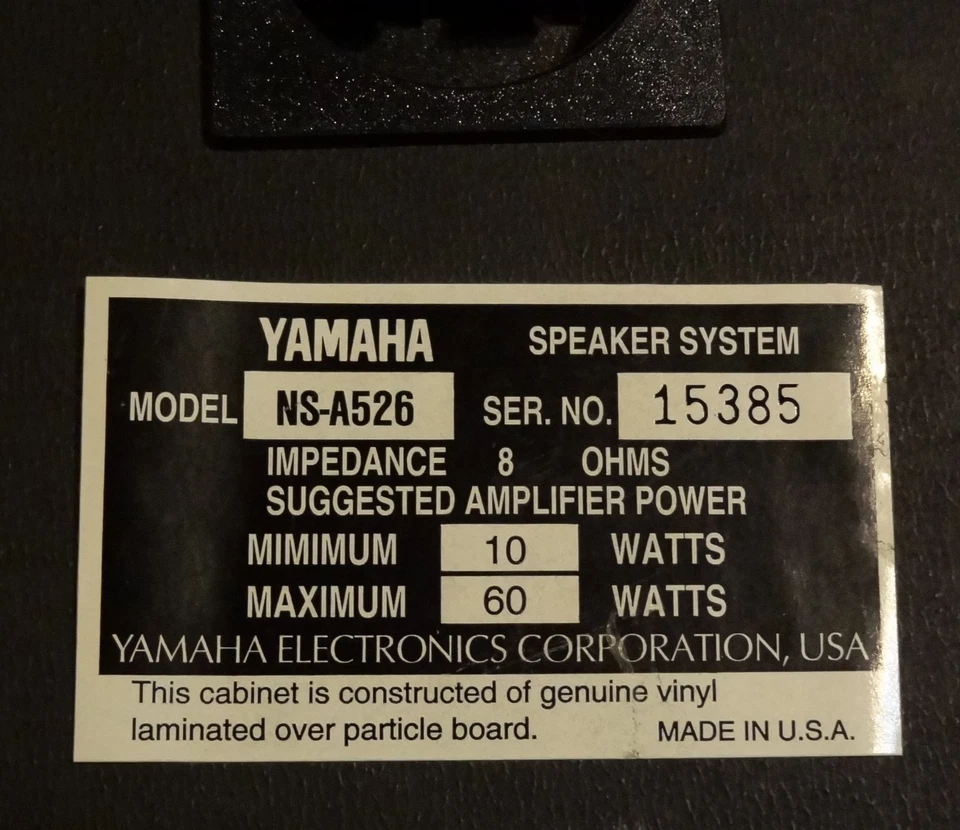 YAMAHA SPEAKER SYSTEM
MODEL NS-A526 SER. NO. 15385
IMPEDANCE 8 OHMS
SUGGESTED AMPLIFIER POWER
MIMIMUM 10 WATTS
MAXIMUM 60 WATTS
YAMAHA ELECTRONICS CORPORATION, USA
This cabinet is constructed of genuine vinyl
laminated over particle board. MADE IN U.S.A.